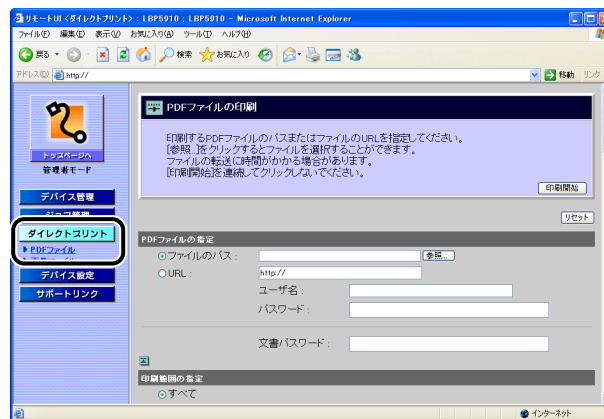 リモートUI <ダイレクトプリント> : LBP5910 ; LBP5910 - Microsoft Internet Explorer
ファイル(F) 編集(E) 表示(V) お気に入り(A) ツール(T) ヘルプ(H)
戻る 検索 お気に入り
アドレス(D) http:// 移動 リンク
トップページへ
管理者モード
デバイス管理
ジョブ管理
ダイレクトプリント
PDFファイル
デバイス設定
サポートリンク
PDFファイルの印刷
印刷するPDFファイルのパスまたはファイルのURLを指定してください。
[参照...]をクリックするとファイルを選択することができます。
ファイルの転送に時間がかかる場合があります。
[印刷開始]を連続してクリックしないでください。
印刷開始
リセット
PDFファイルの指定
ファイルのパス : 参照...
URL : http://
ユーザ名 :
パスワード :
文書パスワード :
印刷範囲の指定
すべて
インターネット